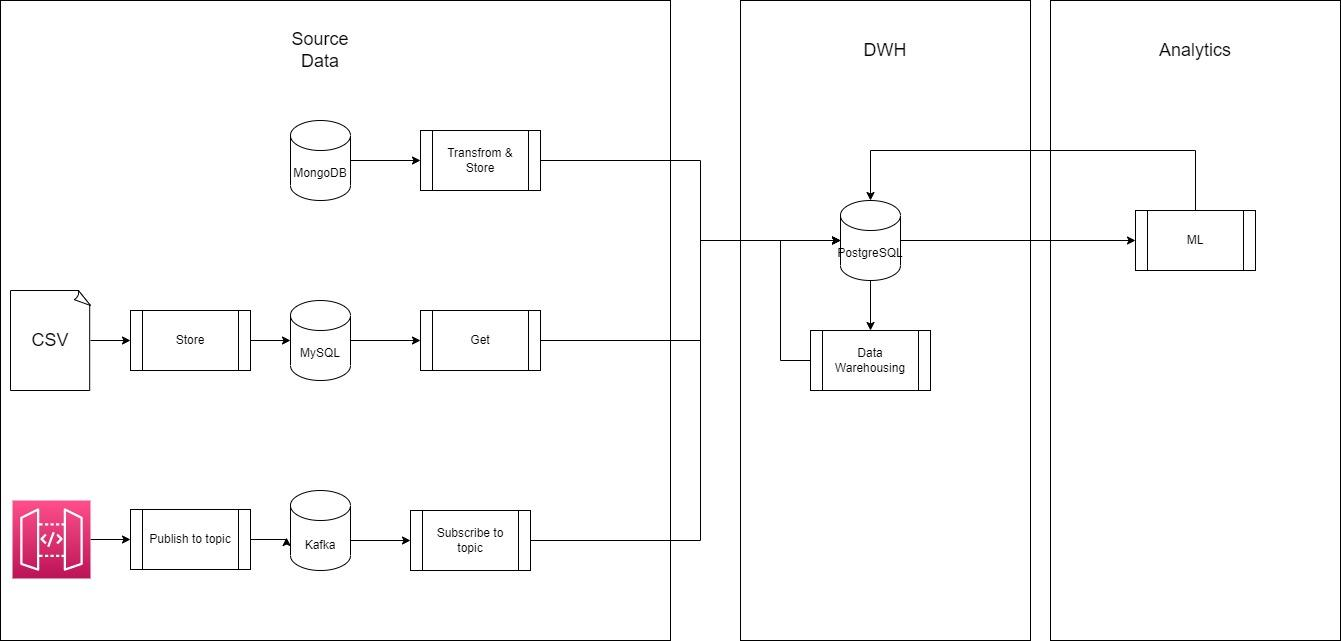 Source
Data
DWH
Analytics
MongoDB
Transfrom &
Store
PostgreSQL
ML
CSV
Store
MySQL
Get
Data
Warehousing
</>
Publish to topic
Kafka
Subscribe to
topic